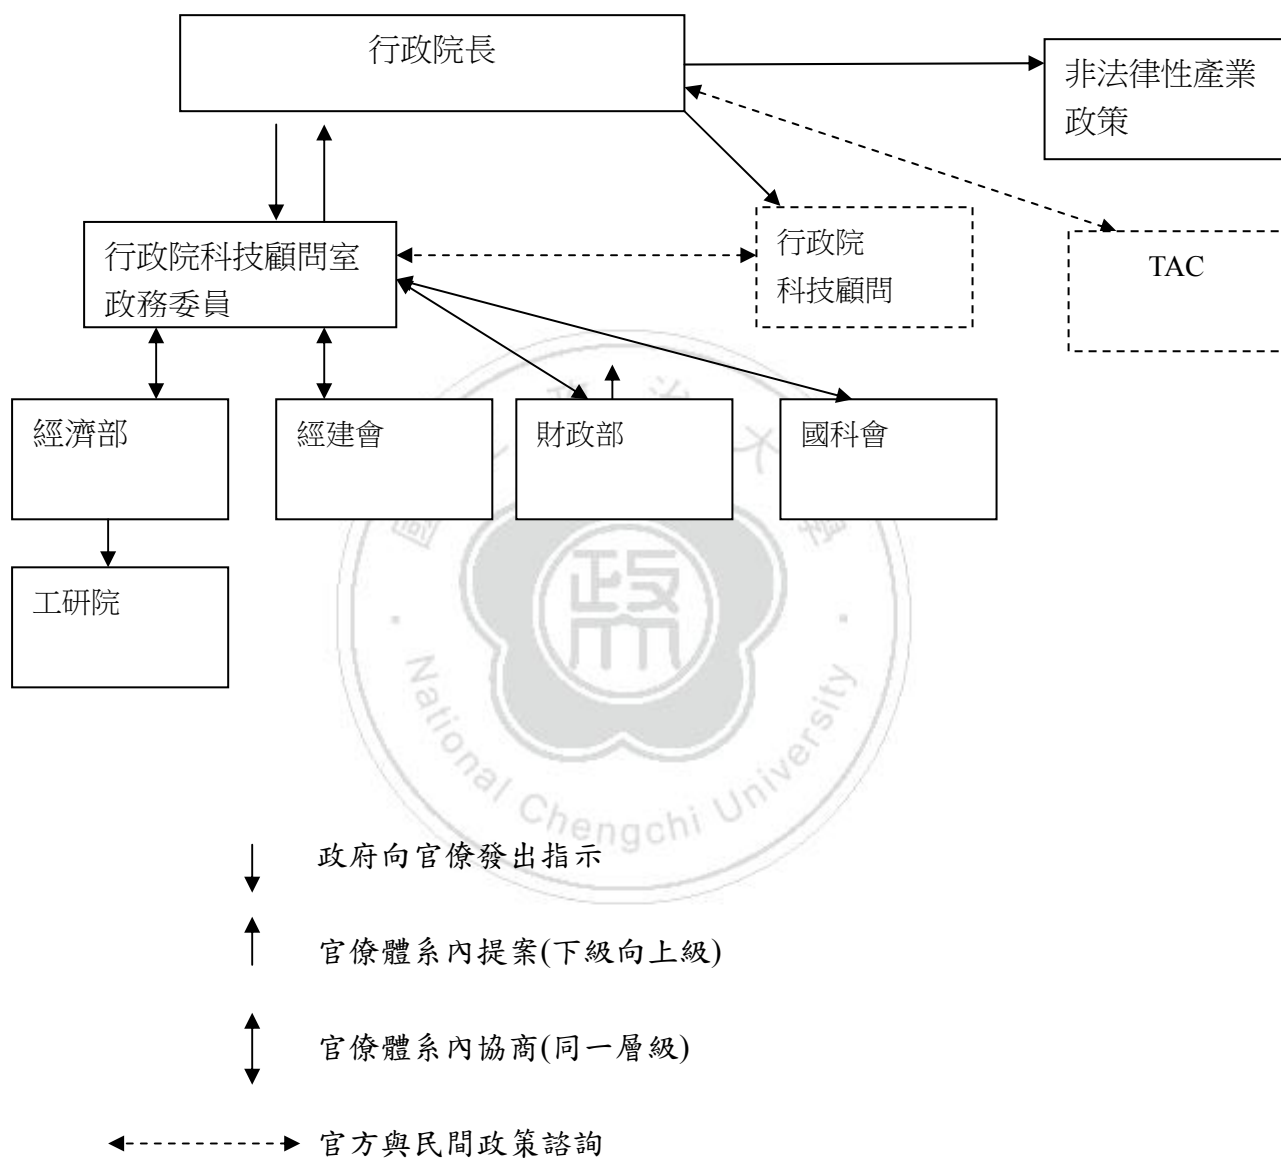 行政院長
非法律性產業
政策
行政院科技顧問室
政務委員
行政院
科技顧問
TAC
經濟部
經建會
財政部
國科會
工研院
National Chengchi University
政府向官僚發出指示
官僚體系內提案(下級向上級)
官僚體系內協商(同一層級)
官方與民間政策諮詢